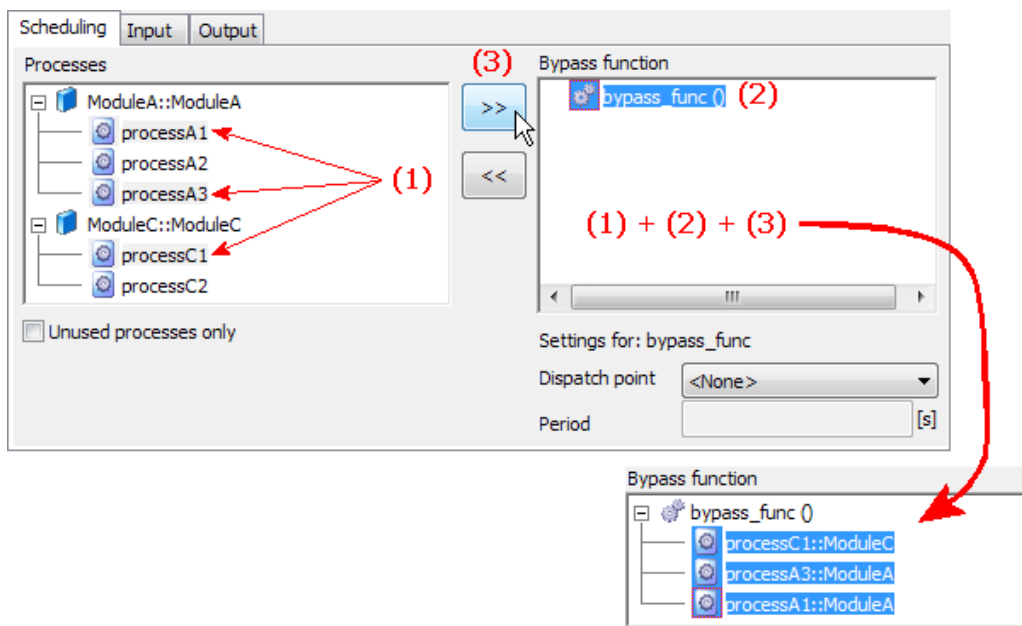 Scheduling Input Output
Processes
(3)
Bypass function
ModuleA::ModuleA
>>
bypass_func () (2)
processA1
processA2
<<
(1)
processA3
ModuleC::ModuleC
(1) + (2) + (3)
processC1
processC2
Unused processes only
Settings for: bypass_func
Dispatch point <None>
Period [s]
Bypass function
bypass_func ()
processC1::ModuleC
processA3::ModuleA
processA1::ModuleA